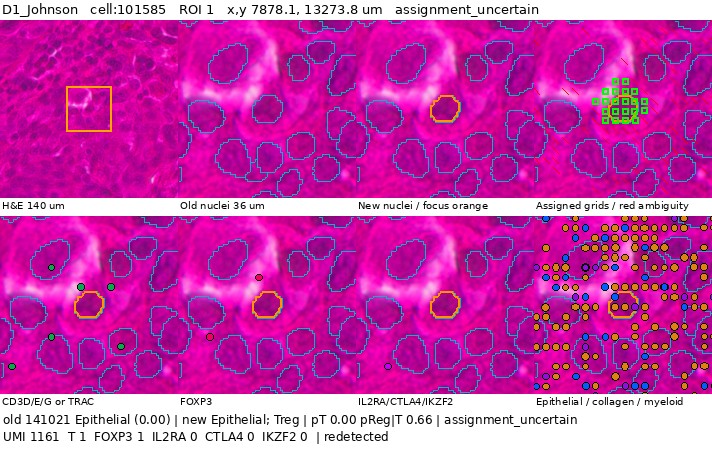 D1_Johnson   cell:101585   ROI 1   x,y 7878.1, 13273.8 um   assignment_uncertain
H&E 140 um
Old nuclei 36 um
New nuclei / focus orange
Assigned grids / red ambiguity
CD3D/E/G or TRAC
FOXP3
IL2RA/CTLA4/IKZF2
Epithelial / collagen / myeloid
old 141021 Epithelial (0.00) | new Epithelial; Treg | pT 0.00 pReg|T 0.66 | assignment_uncertain
UMI 1161  T 1  FOXP3 1  IL2RA 0  CTLA4 0  IKZF2 0  | redetected